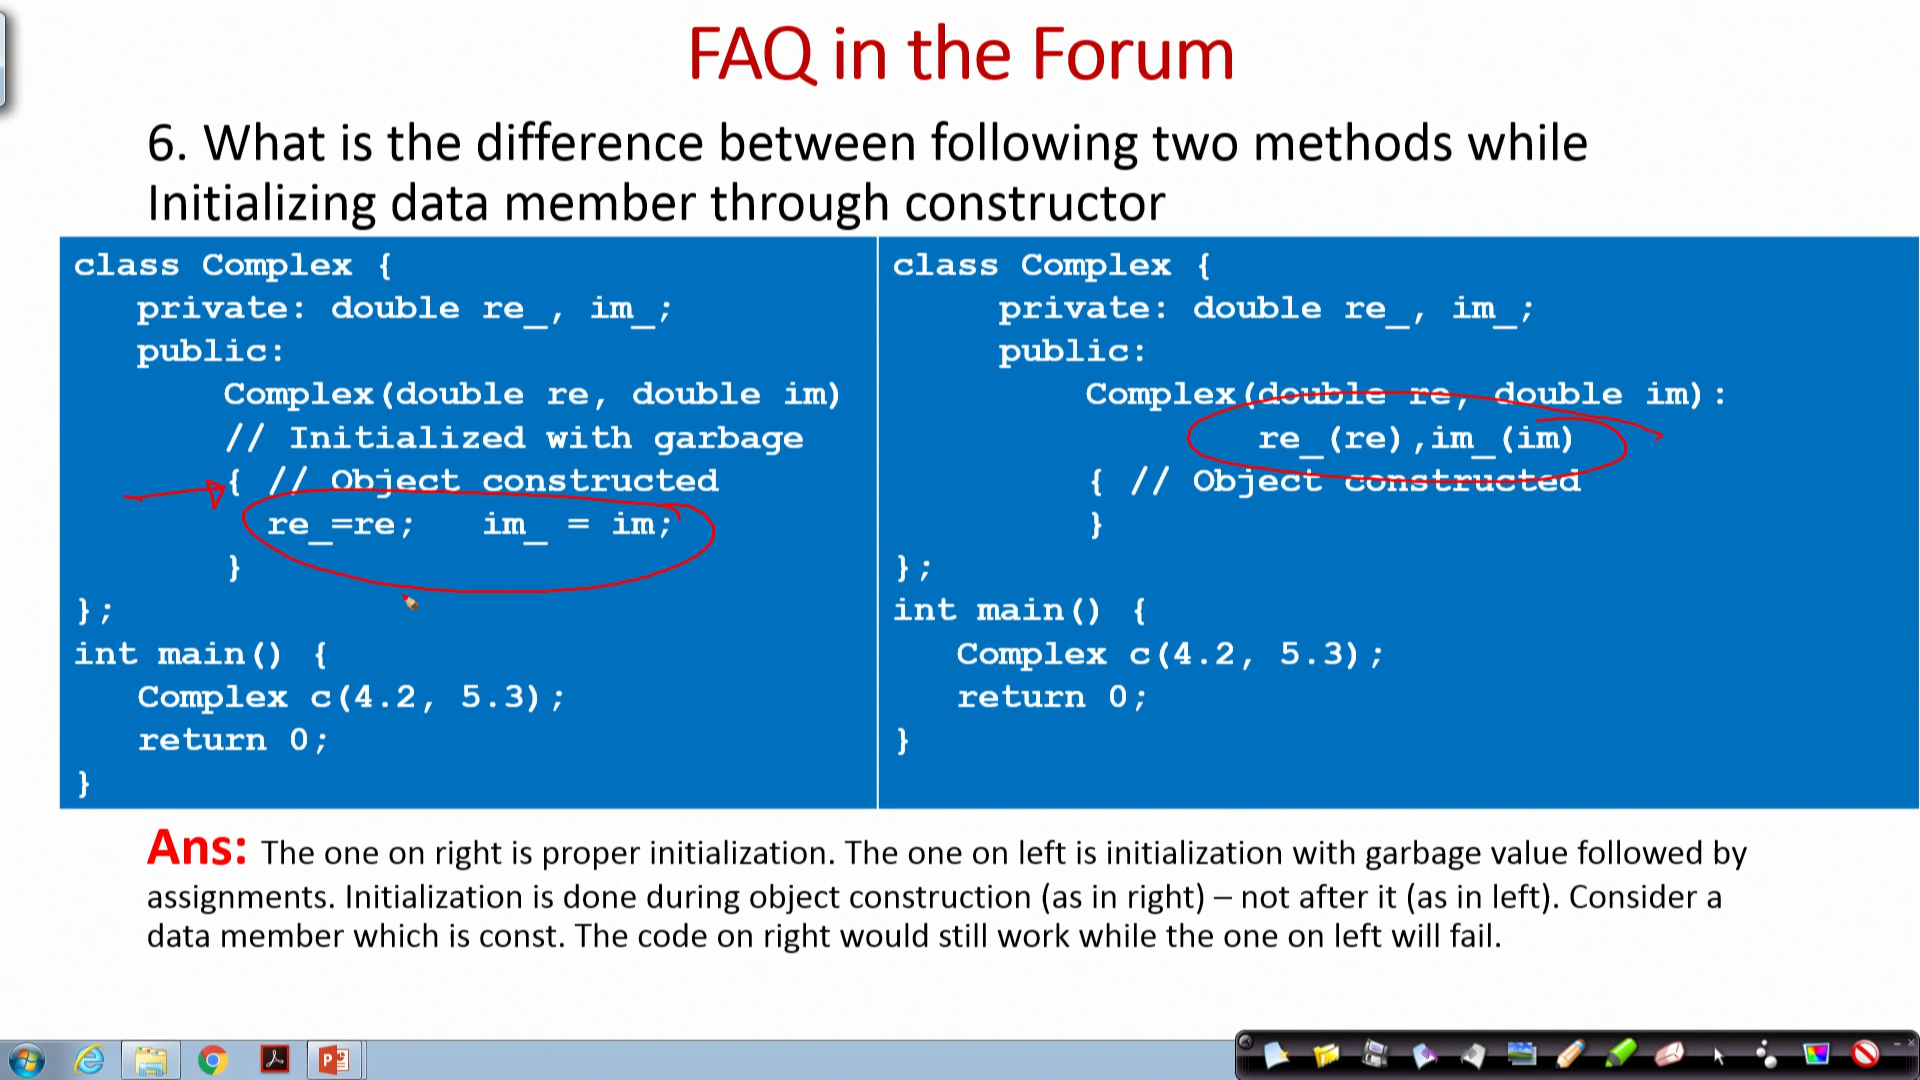 FAQ in the Forum
6. What is the difference between following two methods while
Initializing data member through constructor
class Complex {
private: double re_, im_;
public:
Complex(double re, double im)
// Initialized with garbage
{ // Object constructed
re_=re; im_ = im;
}
};
int main() {
Complex c(4.2, 5.3);
return 0;
}
class Complex {
private: double re_, im_;
public:
Complex(double re, double im):
re_(re),im_(im)
{ // Object constructed
}
};
int main() {
Complex c(4.2, 5.3);
return 0;
}
Ans: The one on right is proper initialization. The one on left is initialization with garbage value followed by
assignments. Initialization is done during object construction (as in right) – not after it (as in left). Consider a
data member which is const. The code on right would still work while the one on left will fail.